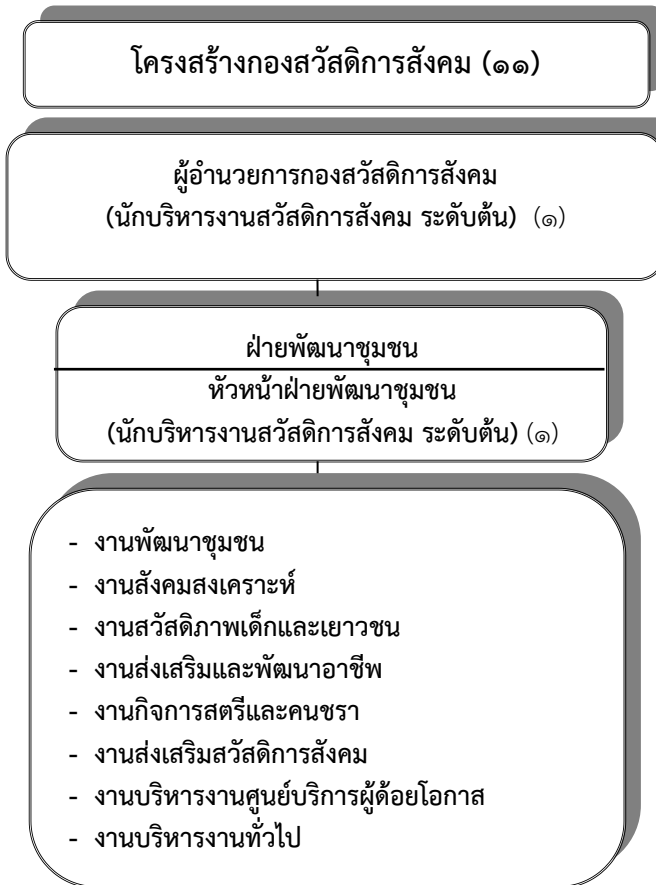 โครงสร้างกองสวัสดิการสังคม (๑๑)
ผู้อำนวยการกองสวัสดิการสังคม
(นักบริหารงานสวัสดิการสังคม ระดับต้น) (๑)
ฝ่ายพัฒนาชุมชน
หัวหน้าฝ่ายพัฒนาชุมชน
(นักบริหารงานสวัสดิการสังคม ระดับต้น) (๑)
- งานพัฒนาชุมชน
- งานสังคมสงเคราะห์
- งานสวัสดิภาพเด็กและเยาวชน
- งานส่งเสริมและพัฒนาอาชีพ
- งานกิจการสตรีและคนชรา
- งานส่งเสริมสวัสดิการสังคม
- งานบริหารงานศูนย์บริการผู้ด้อยโอกาส
- งานบริหารงานทั่วไป